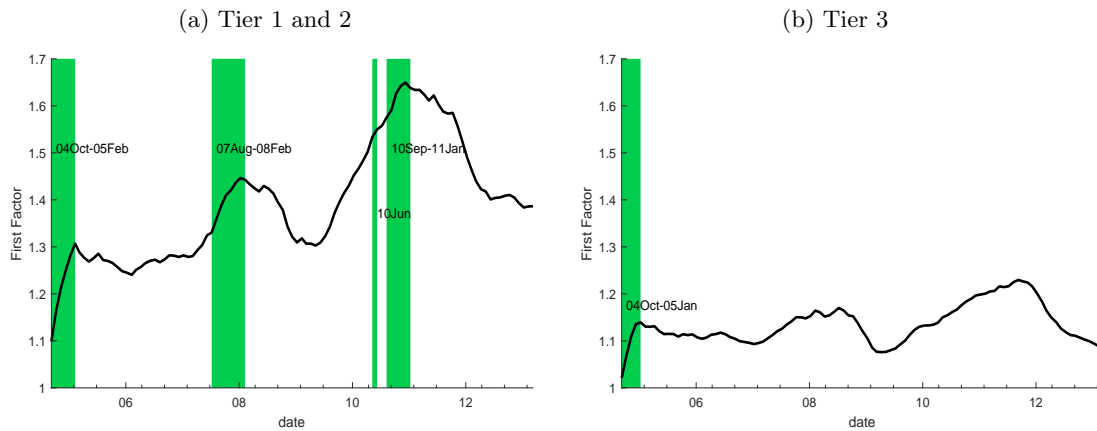 (a) Tier 1 and 2
1.7
1.6
1.5
1.4
1.3
1.2
1.1
1
First Factor
04Oct-05Feb
07Aug-08Feb
10Jun
10Sep-11Jan
06
08
10
12
date
(b) Tier 3
1.7
1.6
1.5
1.4
1.3
1.2
1.1
1
First Factor
04Oct-05Jan
06
08
10
12
date